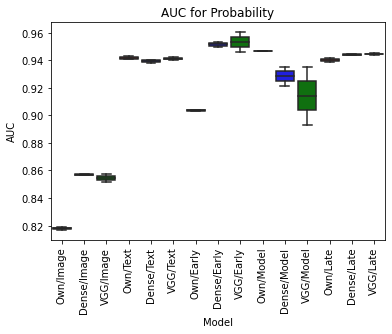 AUC for Probability
AUC
0.96
0.94
0.92
0.90
0.88
0.86
0.84
0.82
Own/Image
Dense/Image
VGG/Image
Own/Text
Dense/Text
VGG/Text
Own/Early
Dense/Early
VGG/Early
Own/Model
Dense/Model
VGG/Model
Own/Late
Dense/Late
VGG/Late
Model